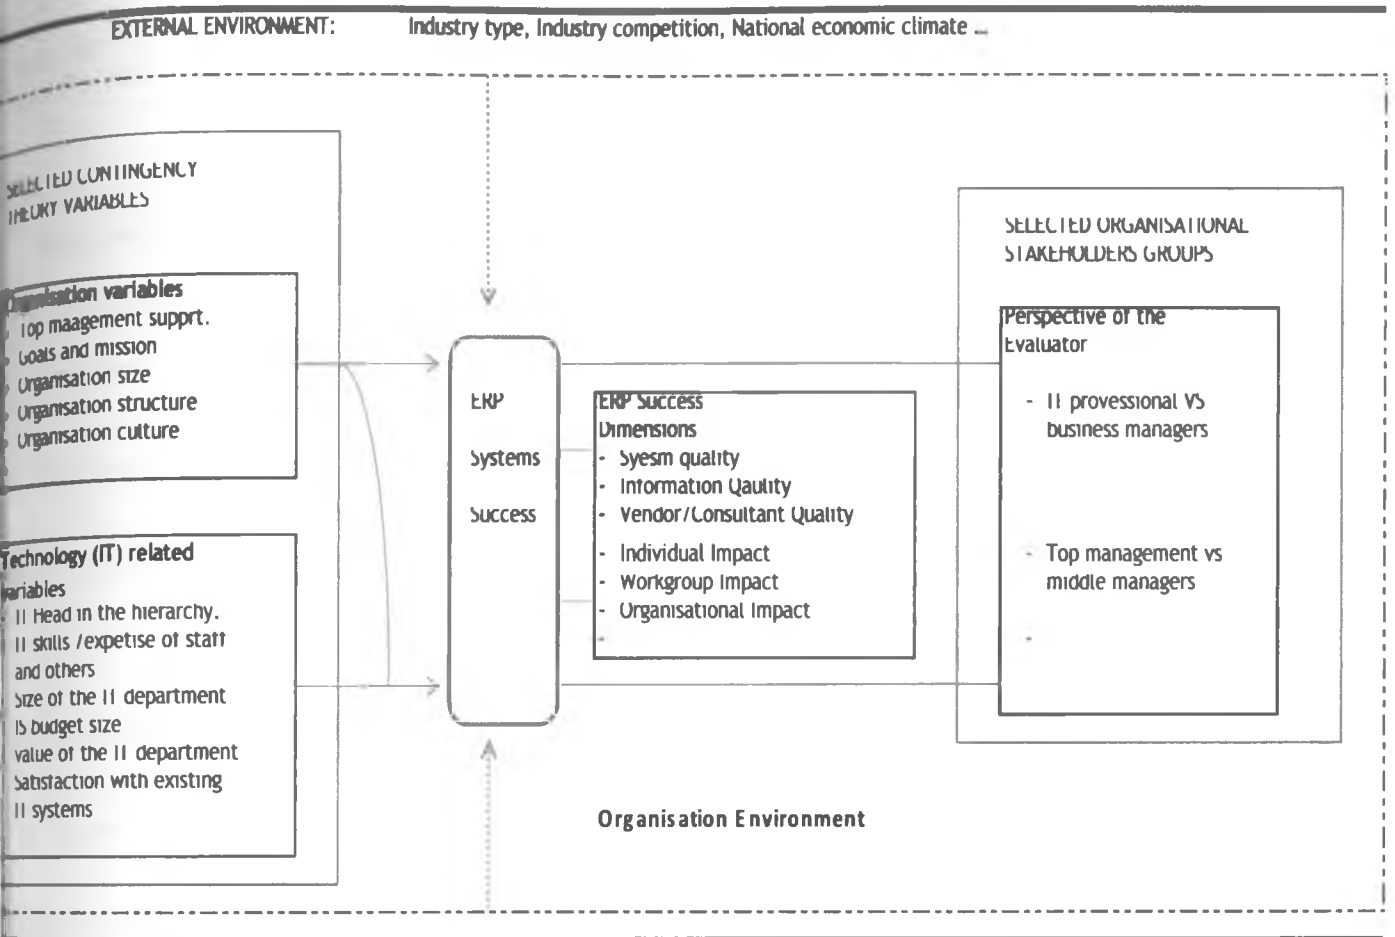 EXTERNAL ENVIRONMENT: Industry type, Industry competition, National economic climate ...
SELECTED CONTINGENCY
THEORY VARIABLES
Organisation variables
Top maagement supprt.
Goals and mission
Organisation size
Organisation structure
Organisation culture
Technology (IT) related
variables
IT Head in the hierarchy.
IT skills /expetise of staff
and others
Size of the IT department
IS budget size
value of the IT department
Satisfaction with existing
IT systems
ERP
Systems
Success
ERP Success
Dimensions
- Syesm quality
- Information Qaulity
- Vendor/Consultant Quality
- Individual Impact
- Workgroup Impact
- Organisational Impact
-
SELECTED ORGANISATIONAL
STAKEHOLDERS GROUPS
Perspective of the
Evaluator
- IT provessional VS
business managers
- Top management vs
middle managers
-
Organisation Environment